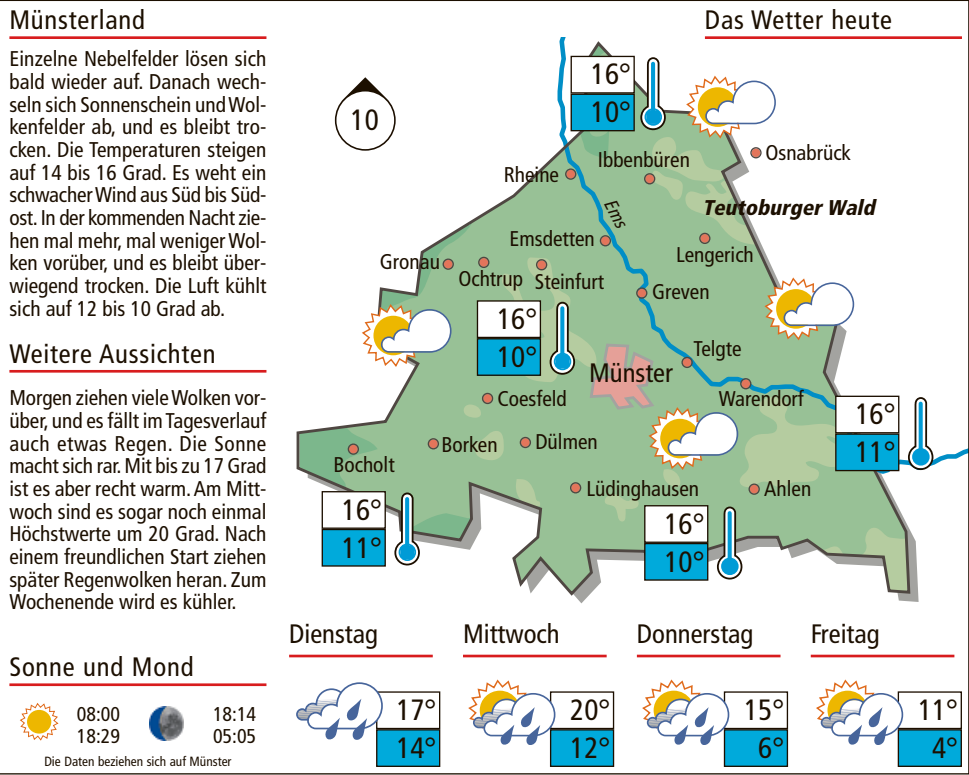 Münsterland
Einzelne Nebelfelder lösen sich
bald wieder auf. Danach wech-
seln sich Sonnenschein und Wol-
kenfelder ab, und es bleibt tro-
cken. Die Temperaturen steigen
auf 14 bis 16 Grad. Es weht ein
schwacher Wind aus Süd bis Süd-
ost. In der kommenden Nacht zie-
hen mal mehr, mal weniger Wol-
ken vorüber, und es bleibt über-
wiegend trocken. Die Luft kühlt
sich auf 12 bis 10 Grad ab.
Weitere Aussichten
Morgen ziehen viele Wolken vor-
über, und es fällt im Tagesverlauf
auch etwas Regen. Die Sonne
macht sich rar. Mit bis zu 17 Grad
ist es aber recht warm. Am Mitt-
woch sind es sogar noch einmal
Höchstwerte um 20 Grad. Nach
einem freundlichen Start ziehen
später Regenwolken heran. Zum
Wochenende wird es kühler.
Sonne und Mond
08:00
18:29
18:14
05:05
Die Daten beziehen sich auf Münster
Das Wetter heute
10
16°
10°
Ibbenbüren
Osnabrück
Rheine
Teutoburger Wald
Ems
Emsdetten
Lengerich
Gronau
Ochtrup
Steinfurt
Greven
16°
10°
Telgte
Münster
Warendorf
Coesfeld
16°
11°
Borken
Dülmen
Bocholt
Lüdinghausen
Ahlen
16°
11°
16°
10°
Dienstag
17°
14°
Mittwoch
20°
12°
Donnerstag
15°
6°
Freitag
11°
4°